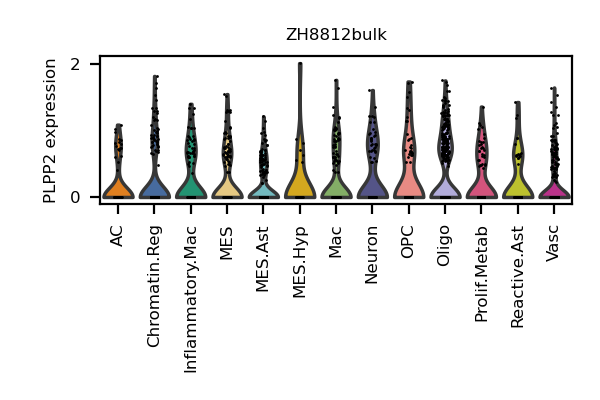 ZH8812bulk
PLPP2 expression
2
0
AC
Chromatin.Reg
Inflammatory.Mac
MES
MES.Ast
MES.Hyp
Mac
Neuron
OPC
Oligo
Prolif.Metab
Reactive.Ast
Vasc